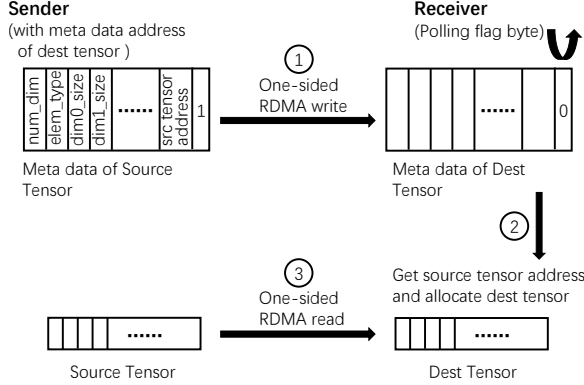 Sender
(with meta data address
of dest tensor )
Receiver
(Polling flag byte)
num_dim
elem_type
dim0_size
dim1_size
......
src tensor
address
1
1
One-sided
RDMA write
......
0
Meta data of Source
Tensor
Meta data of Dest
Tensor
2
Get source tensor address
and allocate dest tensor
3
One-sided
RDMA read
......
......
Source Tensor
Dest Tensor